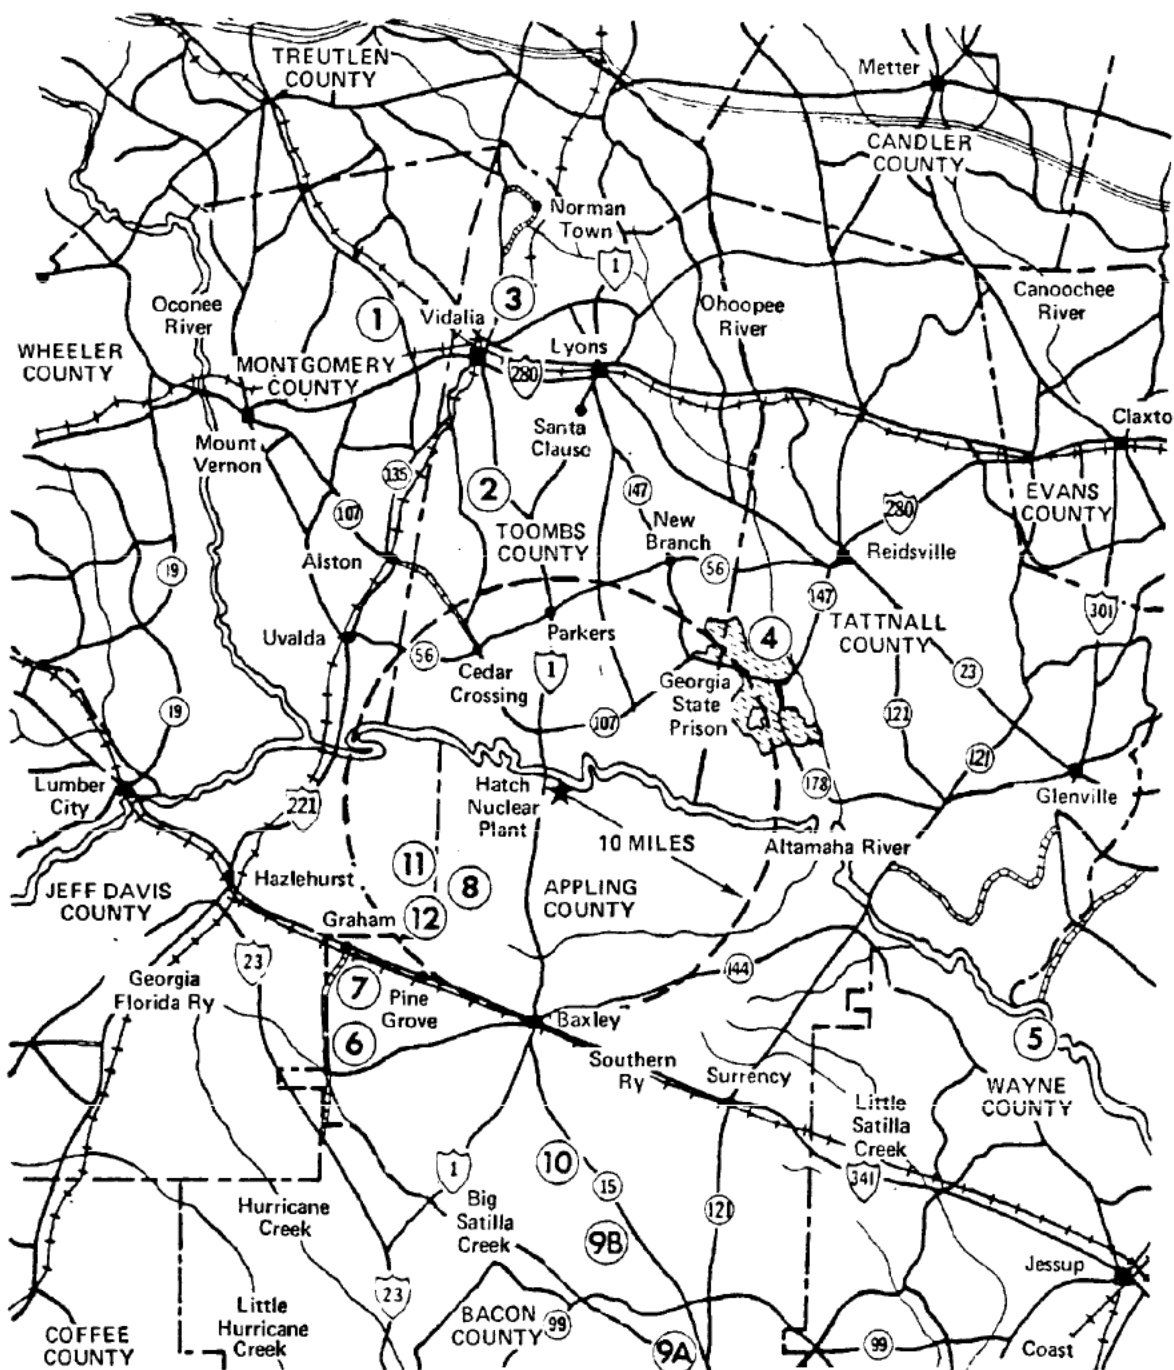 TREUTLEN
COUNTY
Metter
CANDLER
COUNTY
Norman
Town
1
Canoochee
River
Oconee
River
1
Vidalia
3
Ohoopee
River
Lyons
WHEELER
COUNTY
MONTGOMERY
COUNTY
280
Santa
Clause
Mount
Vernon
Claxto
135
2
147
EVANS
COUNTY
107
TOOMBS
COUNTY
New
Branch
280
Reidsville
Alston
19
56
147
301
Uvalda
56
Parkers
4
TATTNALL
COUNTY
Cedar
Crossing
1
Georgia
State
Prison
23
19
107
121
121
Lumber
City
221
Hatch
Nuclear
Plant
178
Glenville
10 MILES
Altamaha River
11
8
JEFF DAVIS
COUNTY
Hazlehurst
APPLING
COUNTY
Graham
12
23
144
Georgia
Florida Ry
7
Pine
Grove
Baxley
6
5
Southern
Ry
Surrency
WAYNE
COUNTY
Little
Satilla
Creek
1
10
15
341
121
Hurricane
Creek
Big
Satilla
Creek
9B
Jessup
23
Little
Hurricane
Creek
BACON
COUNTY
99
COFFEE
COUNTY
9A
99
Coast